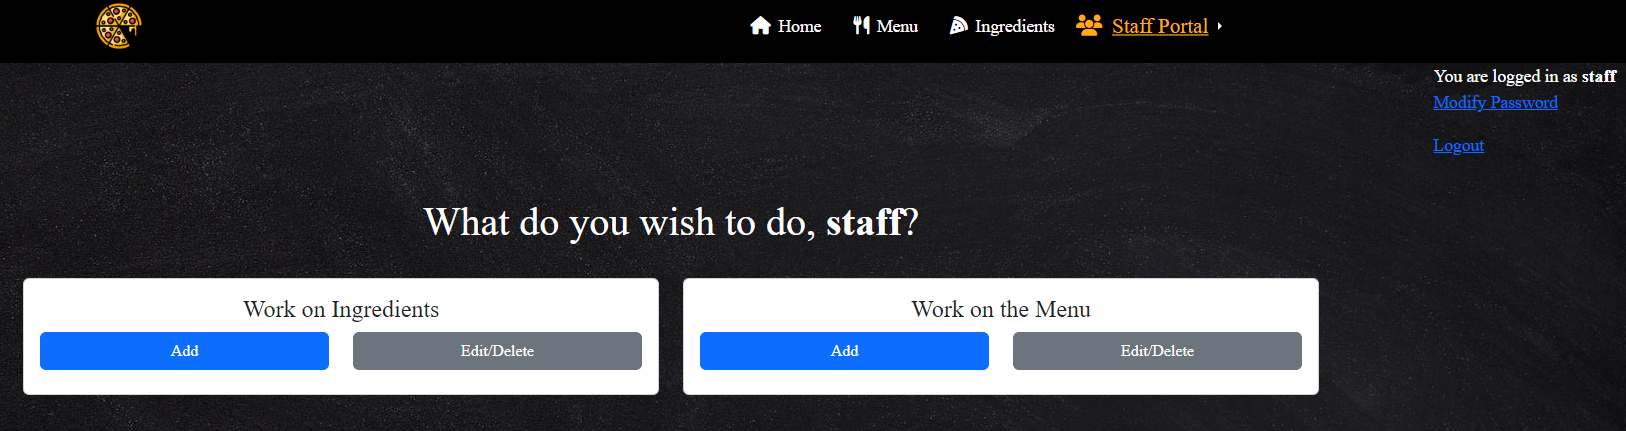 Home Menu Ingredients Staff Portal
You are logged in as staff
Modify Password
Logout
What do you wish to do, staff?
Work on Ingredients
Add Edit/Delete
Work on the Menu
Add Edit/Delete